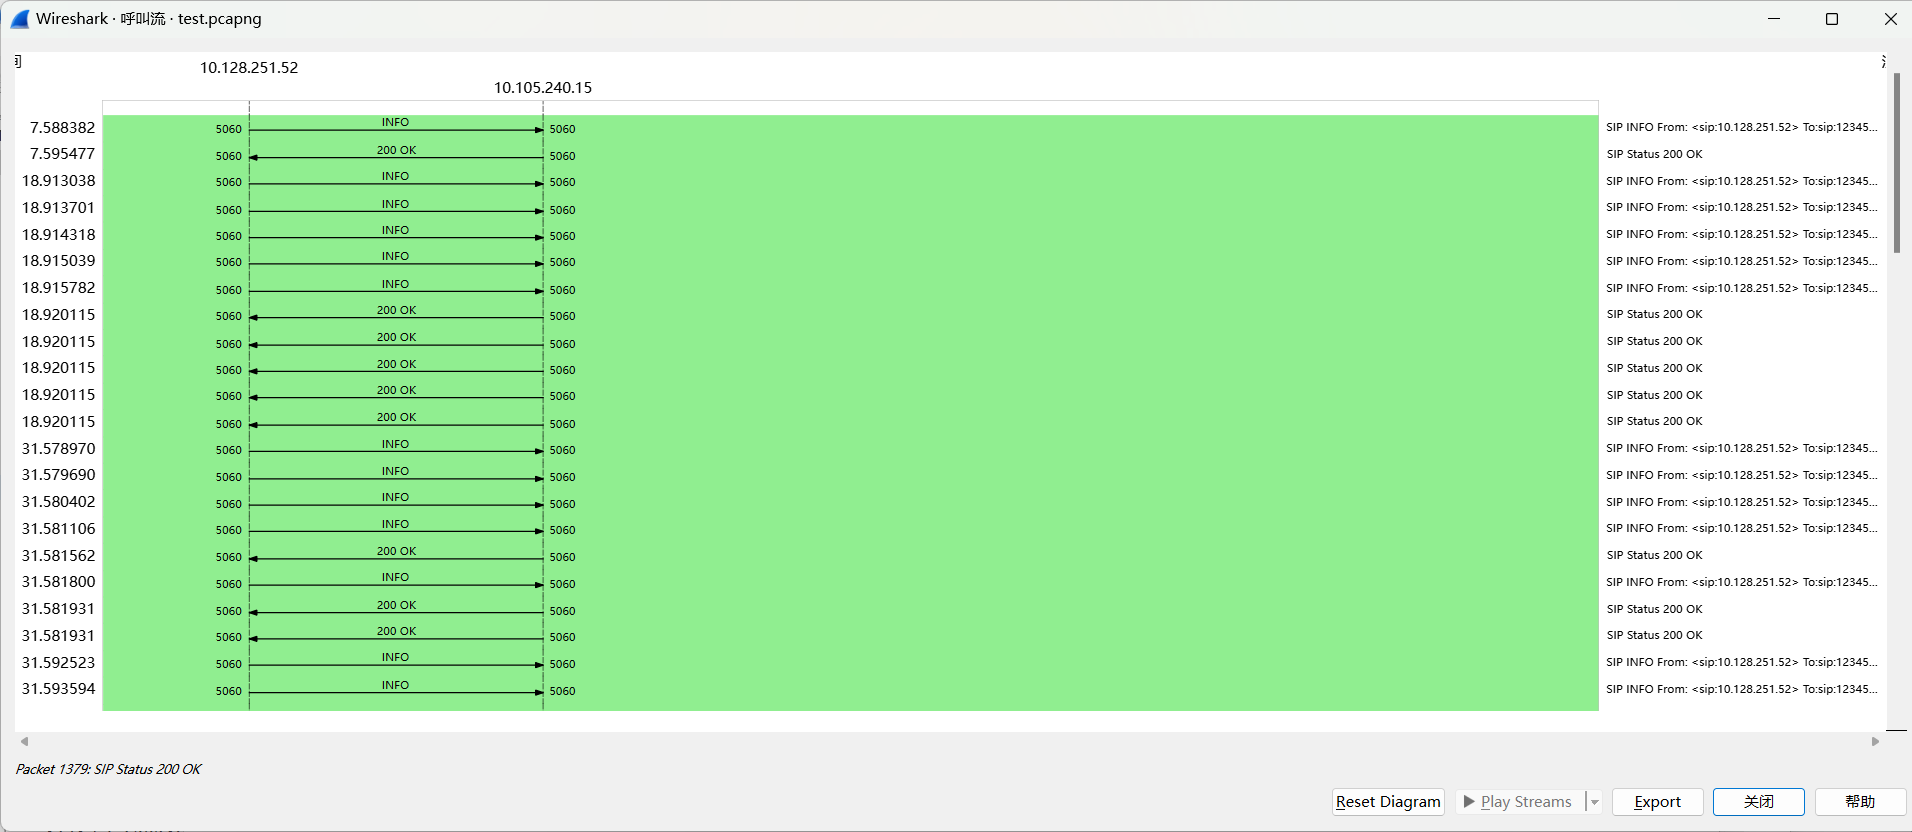 Wireshark · 呼叫流 · test.pcapng
10.128.251.52
10.105.240.15
7.588382 5060 INFO 5060 SIP INFO From: <sip:10.128.251.52> To:sip:12345...
7.595477 5060 200 OK 5060 SIP Status 200 OK
18.913038 5060 INFO 5060 SIP INFO From: <sip:10.128.251.52> To:sip:12345...
18.913701 5060 INFO 5060 SIP INFO From: <sip:10.128.251.52> To:sip:12345...
18.914318 5060 INFO 5060 SIP INFO From: <sip:10.128.251.52> To:sip:12345...
18.915039 5060 INFO 5060 SIP INFO From: <sip:10.128.251.52> To:sip:12345...
18.915782 5060 INFO 5060 SIP INFO From: <sip:10.128.251.52> To:sip:12345...
18.920115 5060 200 OK 5060 SIP Status 200 OK
18.920115 5060 200 OK 5060 SIP Status 200 OK
18.920115 5060 200 OK 5060 SIP Status 200 OK
18.920115 5060 200 OK 5060 SIP Status 200 OK
18.920115 5060 200 OK 5060 SIP Status 200 OK
31.578970 5060 INFO 5060 SIP INFO From: <sip:10.128.251.52> To:sip:12345...
31.579690 5060 INFO 5060 SIP INFO From: <sip:10.128.251.52> To:sip:12345...
31.580402 5060 INFO 5060 SIP INFO From: <sip:10.128.251.52> To:sip:12345...
31.581106 5060 INFO 5060 SIP INFO From: <sip:10.128.251.52> To:sip:12345...
31.581562 5060 200 OK 5060 SIP Status 200 OK
31.581800 5060 INFO 5060 SIP INFO From: <sip:10.128.251.52> To:sip:12345...
31.581931 5060 200 OK 5060 SIP Status 200 OK
31.581931 5060 200 OK 5060 SIP Status 200 OK
31.592523 5060 INFO 5060 SIP INFO From: <sip:10.128.251.52> To:sip:12345...
31.593594 5060 INFO 5060 SIP INFO From: <sip:10.128.251.52> To:sip:12345...
Packet 1379: SIP Status 200 OK
Reset Diagram Play Streams Export 关闭 帮助